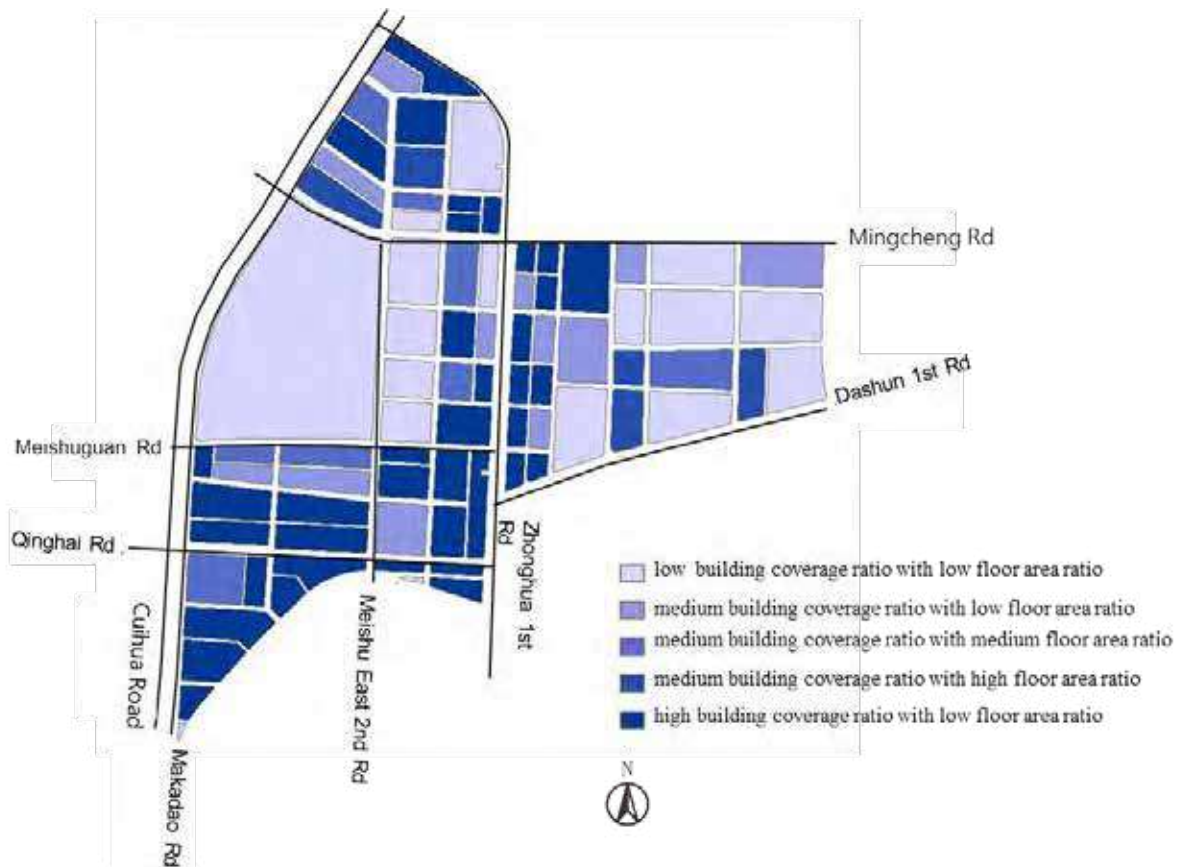 Mingcheng Rd
Dashun 1st Rd
Meishuguan Rd
Qinghai Rd
Zhonghua 1st
Rd
Cuihua Road
Makadao Rd
Meishu East 2nd Rd
low building coverage ratio with low floor area ratio
medium building coverage ratio with low floor area ratio
medium building coverage ratio with medium floor area ratio
medium building coverage ratio with high floor area ratio
high building coverage ratio with low floor area ratio
N